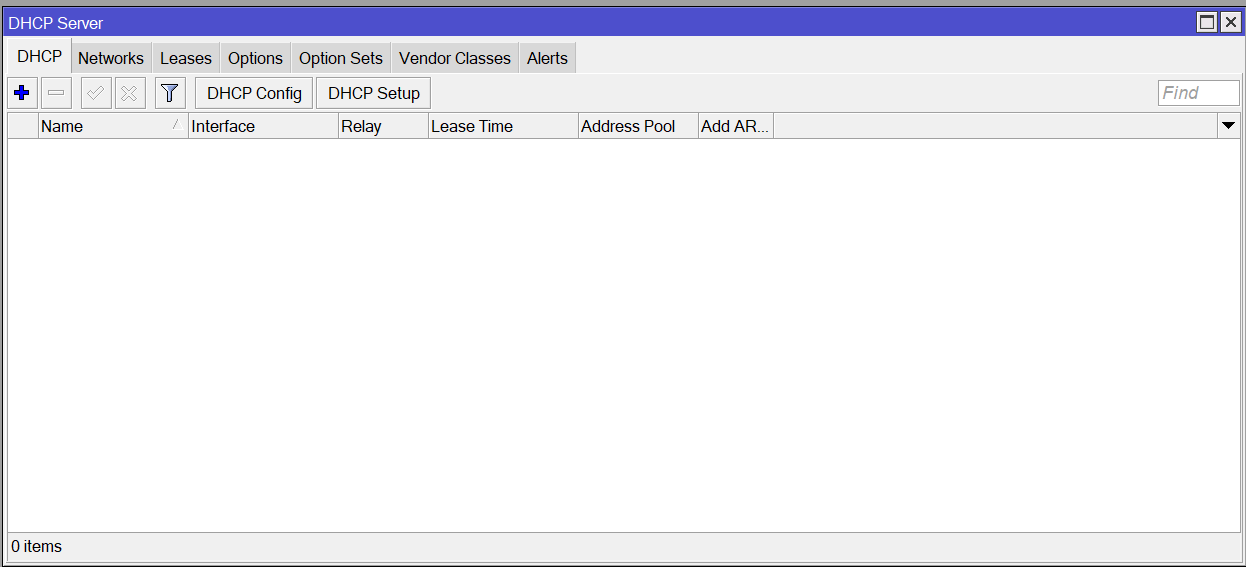 DHCP Server
DHCP Networks Leases Options Option Sets Vendor Classes Alerts
DHCP Config DHCP Setup Find
Name Interface Relay Lease Time Address Pool Add AR...
0 items